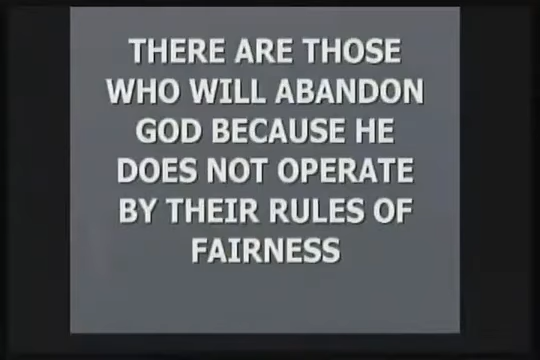 THERE ARE THOSE
WHO WILL ABANDON
GOD BECAUSE HE
DOES NOT OPERATE
BY THEIR RULES OF
FAIRNESS